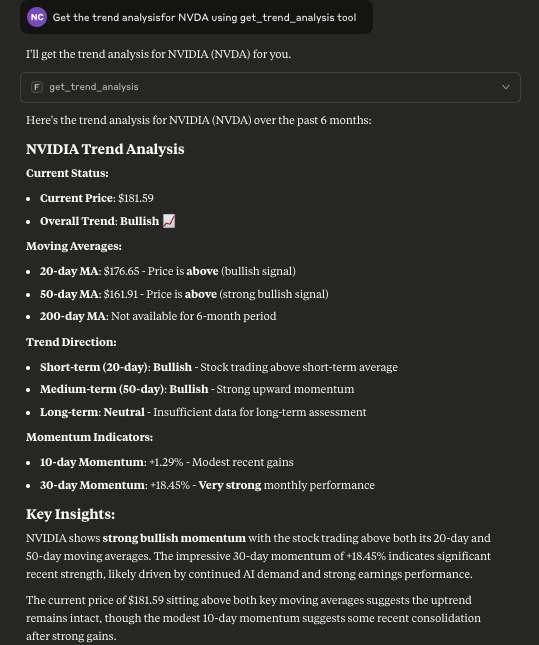 NC Get the trend analysisfor NVDA using get_trend_analysis tool
I'll get the trend analysis for NVIDIA (NVDA) for you.
F get_trend_analysis
Here's the trend analysis for NVIDIA (NVDA) over the past 6 months:
NVIDIA Trend Analysis
Current Status:
• Current Price: $181.59
• Overall Trend: Bullish 📈
Moving Averages:
• 20-day MA: $176.65 - Price is above (bullish signal)
• 50-day MA: $161.91 - Price is above (strong bullish signal)
• 200-day MA: Not available for 6-month period
Trend Direction:
• Short-term (20-day): Bullish - Stock trading above short-term average
• Medium-term (50-day): Bullish - Strong upward momentum
• Long-term: Neutral - Insufficient data for long-term assessment
Momentum Indicators:
• 10-day Momentum: +1.29% - Modest recent gains
• 30-day Momentum: +18.45% - Very strong monthly performance
Key Insights:
NVIDIA shows strong bullish momentum with the stock trading above both its 20-day and
50-day moving averages. The impressive 30-day momentum of +18.45% indicates significant
recent strength, likely driven by continued AI demand and strong earnings performance.
The current price of $181.59 sitting above both key moving averages suggests the uptrend
remains intact, though the modest 10-day momentum suggests some recent consolidation
after strong gains.